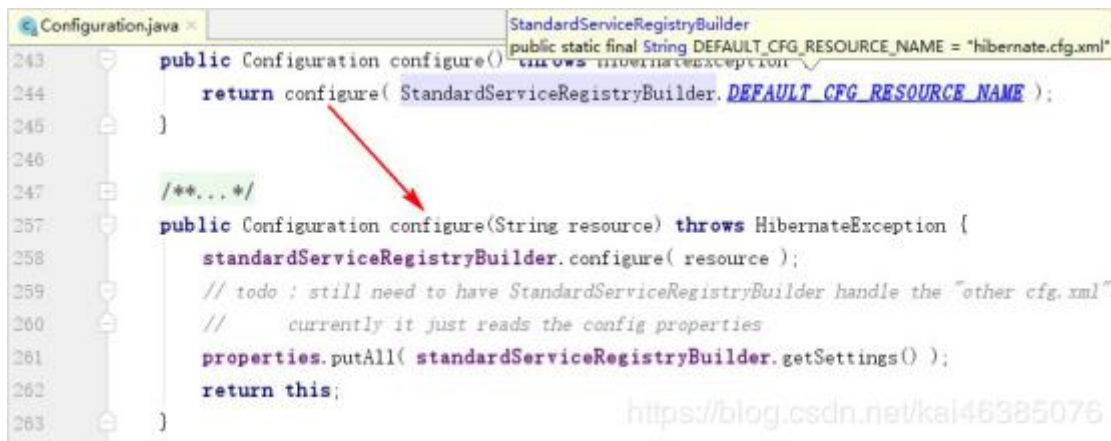 Configuration.java
StandardServiceRegistryBuilder
public static final String DEFAULT_CFG_RESOURCE_NAME = "hibernate.cfg.xml"
243 public Configuration configure() throws HibernateException
244 return configure( StandardServiceRegistryBuilder.DEFAULT_CFG_RESOURCE_NAME );
245 }
246
247 /**...*/
257 public Configuration configure(String resource) throws HibernateException {
258 standardServiceRegistryBuilder.configure( resource );
259 // todo : still need to have StandardServiceRegistryBuilder handle the "other cfg.xml"
260 // currently it just reads the config properties
261 properties.putAll( standardServiceRegistryBuilder.getSettings() );
262 return this;
263 }
https://blog.csdn.net/kai46385076